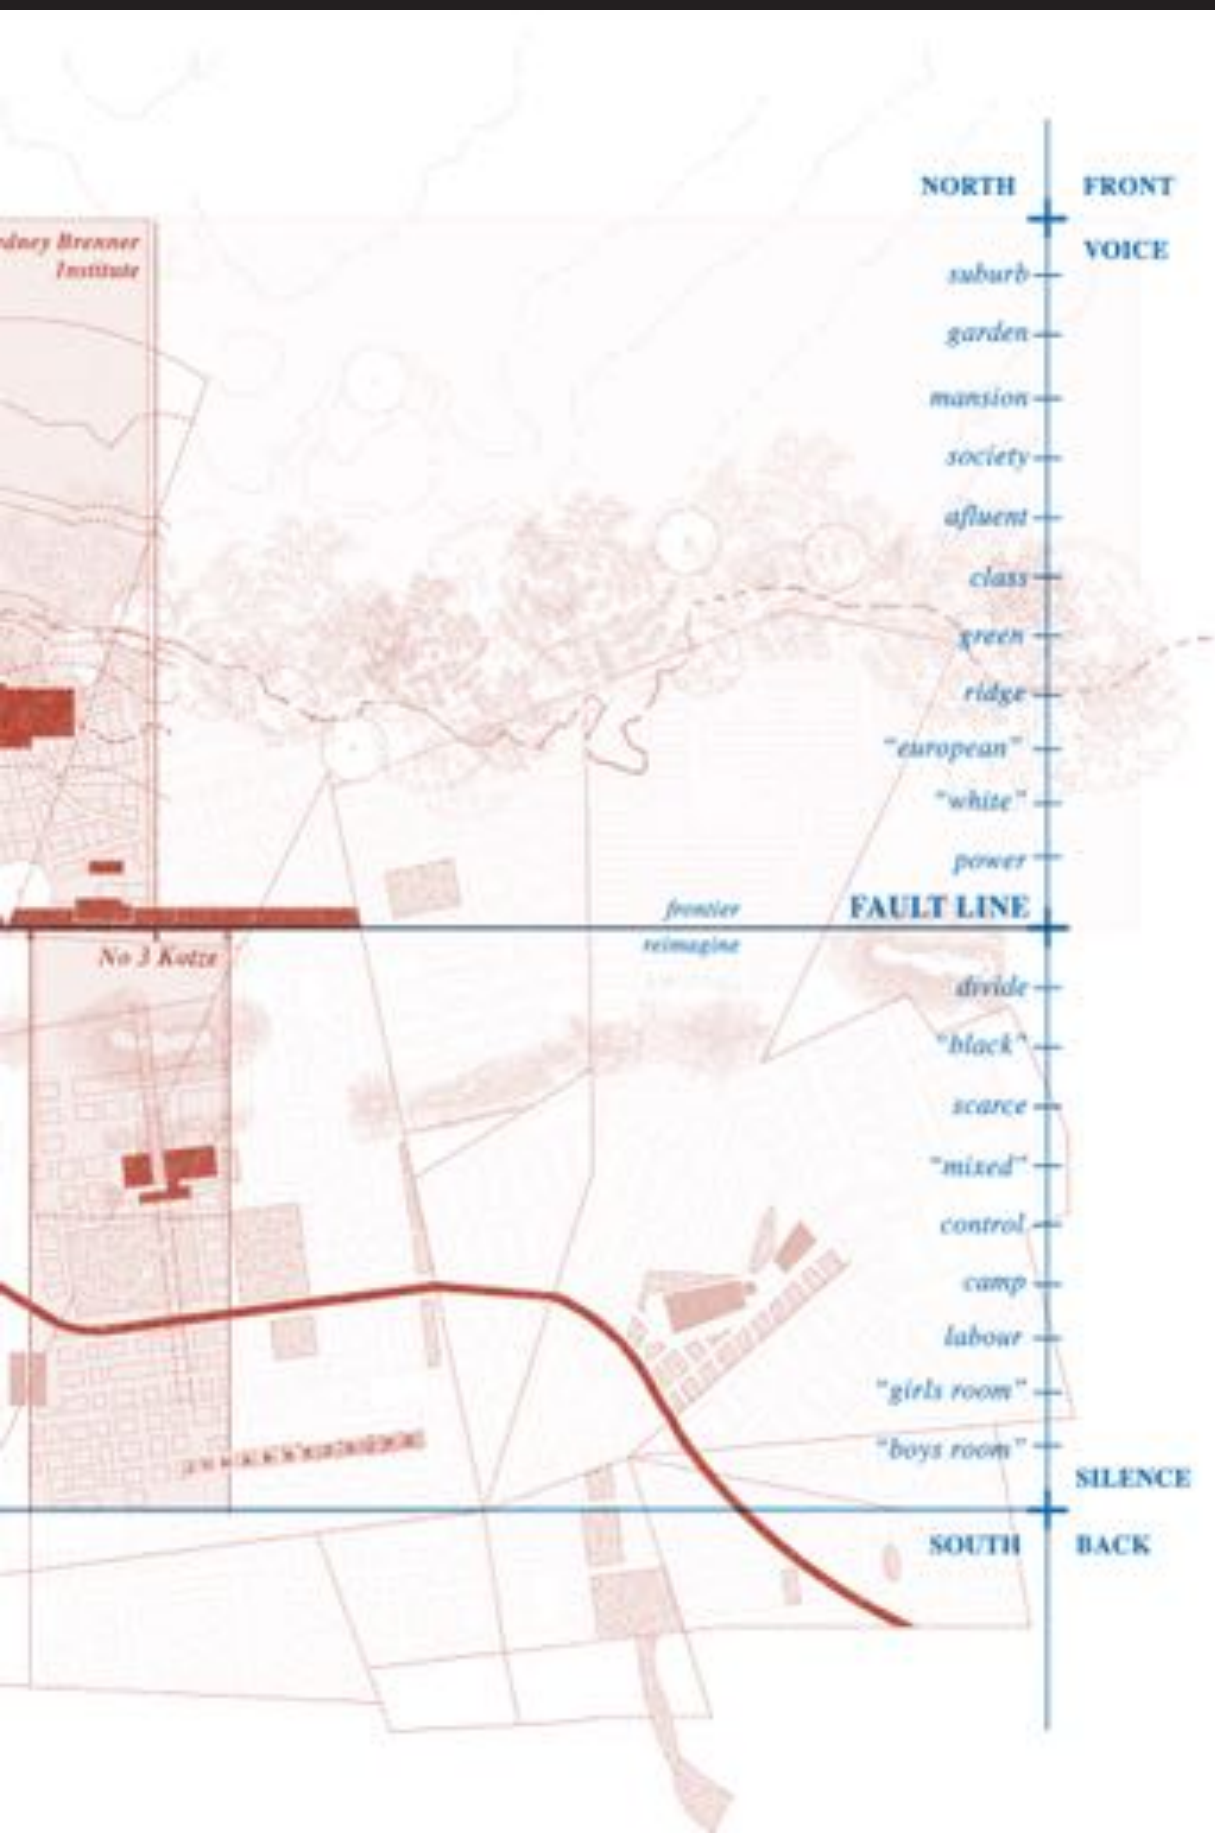 NORTH FRONT
VOICE
dney Brenner
Institute
suburb
garden
mansion
society
afluent
class
green
ridge
"european"
"white"
power
FAULT LINE
frontier
reimagine
No 3 Kotze
divide
"black"
scarce
"mixed"
control
camp
labour
"girls room"
"boys room"
SILENCE
SOUTH BACK